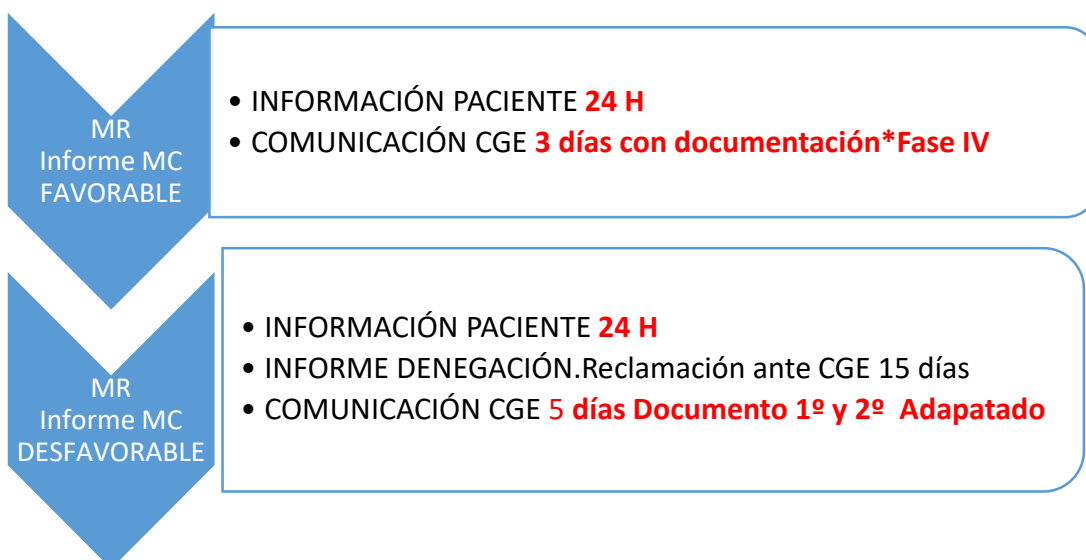 MR
Informe MC
FAVORABLE
• INFORMACIÓN PACIENTE 24 H
• COMUNICACIÓN CGE 3 días con documentación*Fase IV
MR
Informe MC
DESFAVORABLE
• INFORMACIÓN PACIENTE 24 H
• INFORME DENEGACIÓN.Reclamación ante CGE 15 días
• COMUNICACIÓN CGE 5 días Documento 1º y 2º Adapatado